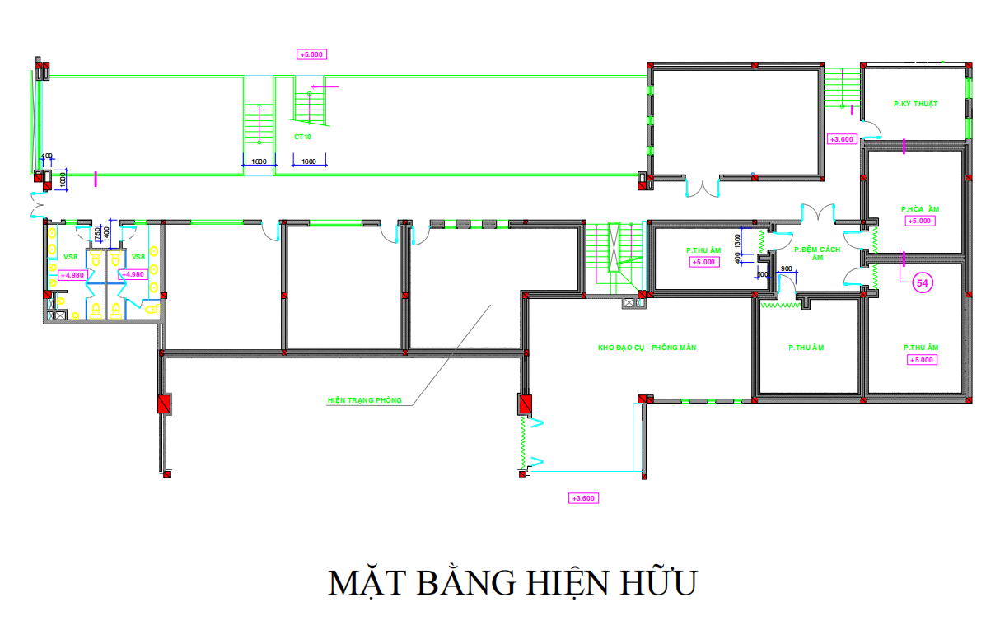 +5.000
P.KỸ THUẬT
CT10
+3.600
400
1600
1600
1000
P.HÒA ÂM
+5.000
1750
1400
1300
P.THU ÂM
+5.000
400
P.ĐỆM CÁCH
ÂM
VS8
VS8
+4.980
+4.980
500
900
54
KHO ĐẠO CỤ - PHÔNG MÀN
P.THU ÂM
P.THU ÂM
+5.000
HIỆN TRẠNG PHÒNG
+3.600
MẶT BẰNG HIỆN HỮU